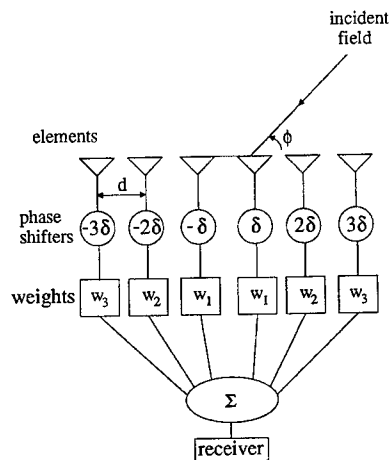 incident
field
ϕ
elements
d
phase
shifters
-3δ -2δ -δ δ 2δ 3δ
weights
w₃ w₂ w₁ w₁ w₂ w₃
Σ
receiver